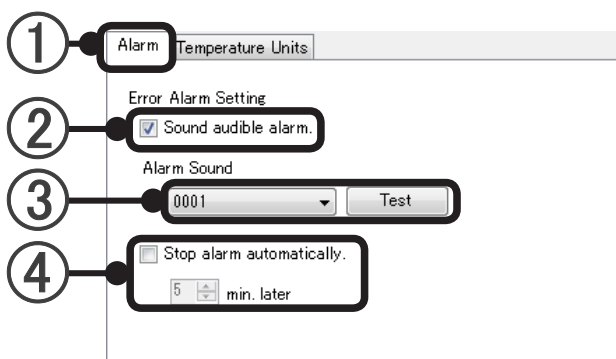 ① Alarm Temperature Units
Error Alarm Setting
② Sound audible alarm.
Alarm Sound
③ 0001 Test
④ Stop alarm automatically.
5 min. later